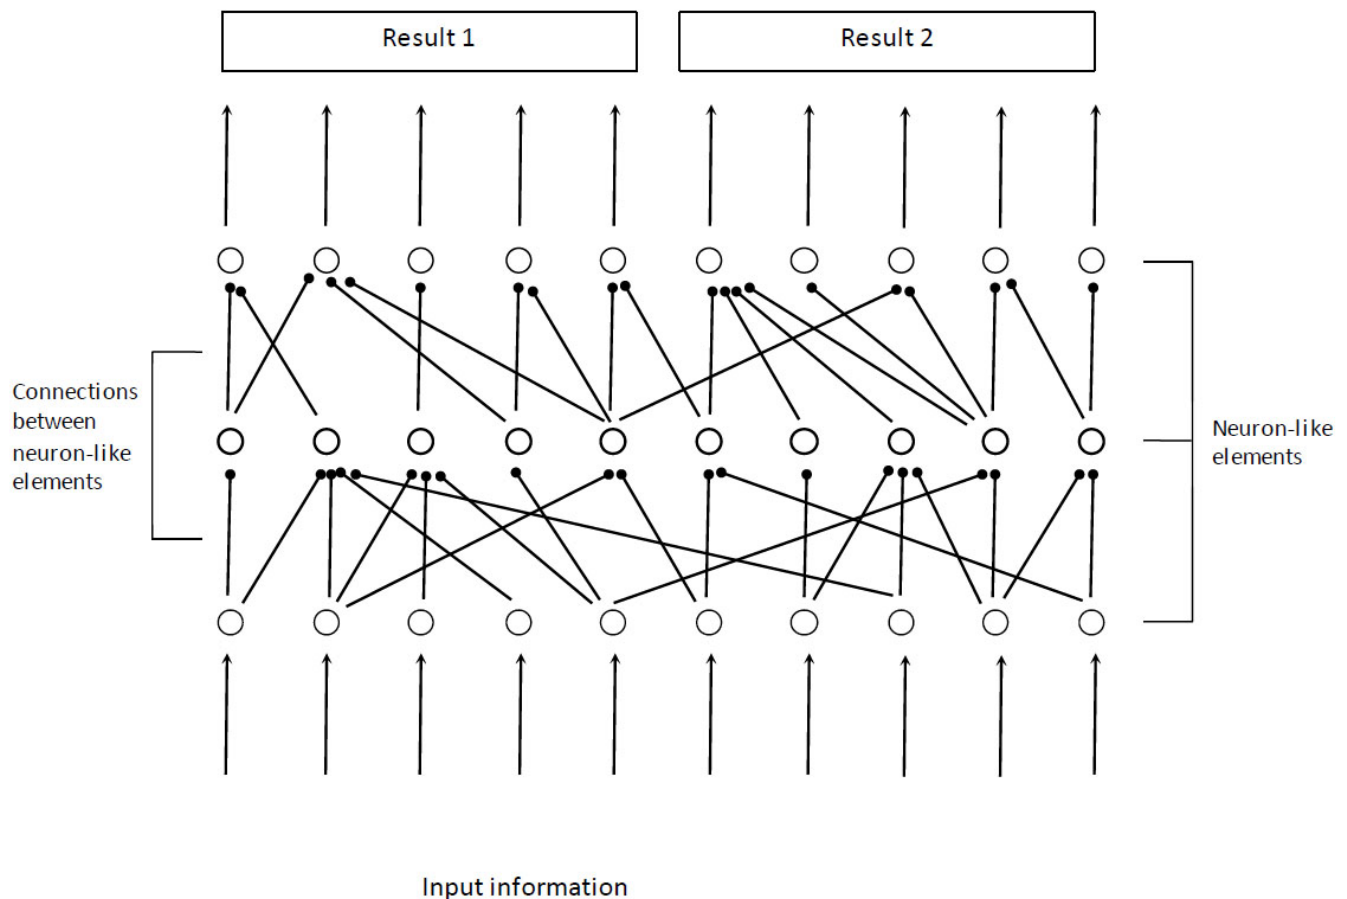 Result 1
Result 2
Connections
between
neuron-like
elements
Neuron-like
elements
Input information